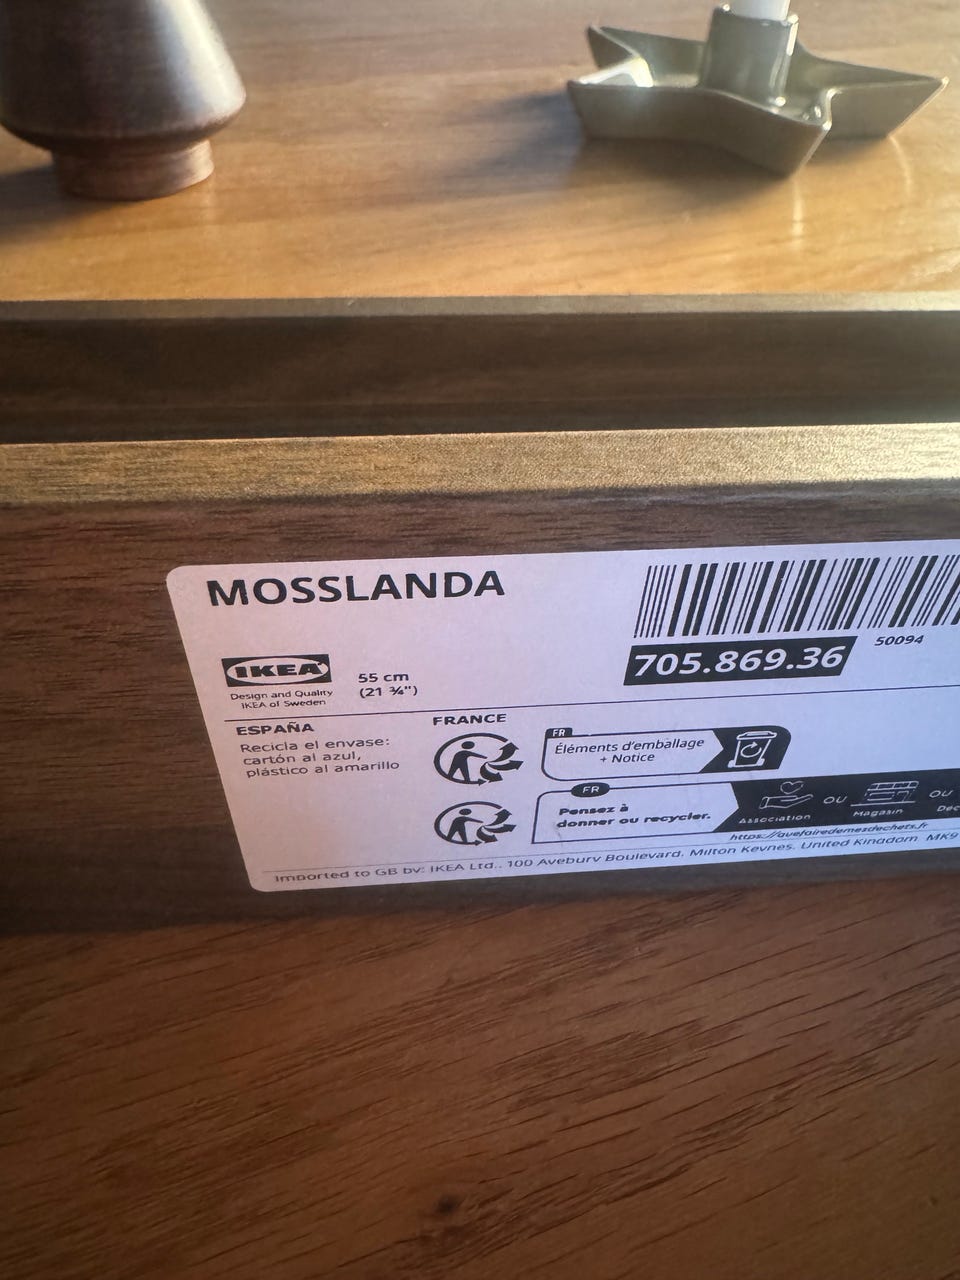 MOSSLANDA
50094
705.869.36
IKEA
Design and Quality
IKEA of Sweden
55 cm
(21 ¾")
ESPAÑA
Recicla el envase:
cartón al azul,
plástico al amarillo
FRANCE
FR
Éléments d'emballage
+ Notice
FR
Pensez à
donner ou recycler.
Association
OU
Magasin
OU
https://quefairedemesdechets.fr
Imported to GB by: IKEA Ltd., 100 Avebury Boulevard, Milton Keynes, United Kingdom, MK9